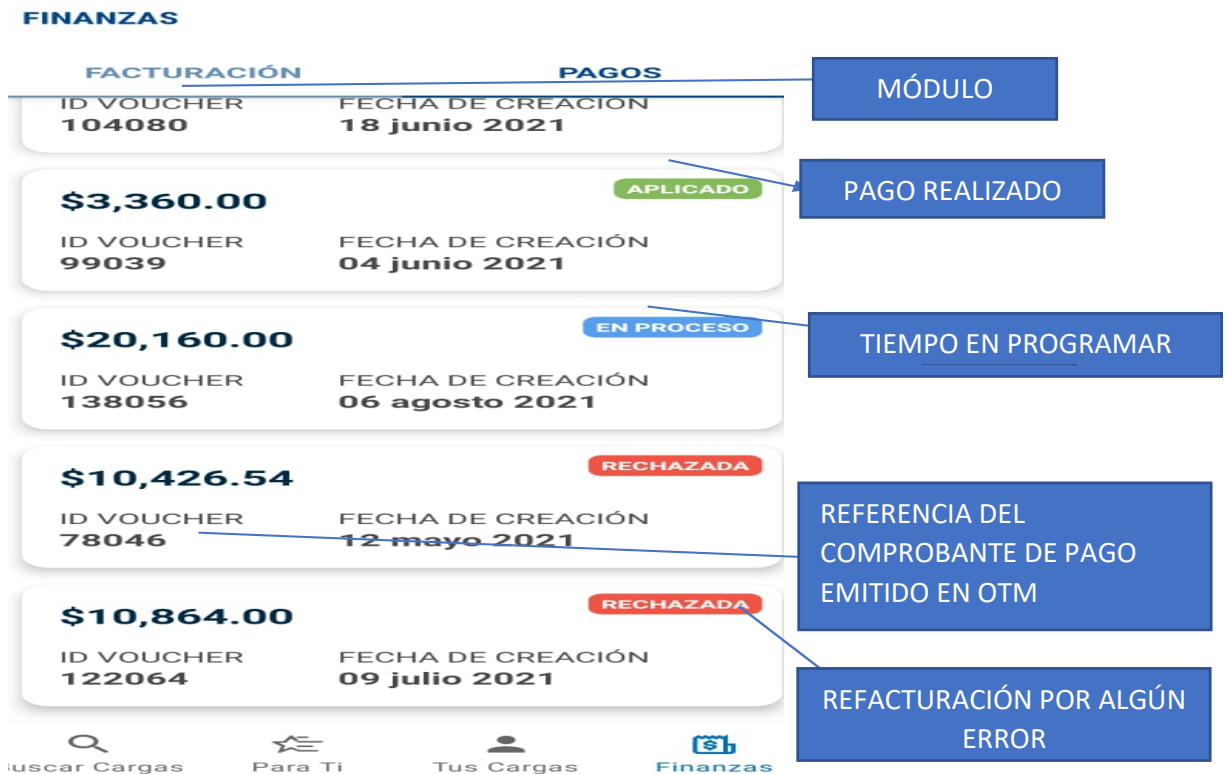 FINANZAS
FACTURACIÓN
PAGOS
MÓDULO
ID VOUCHER FECHA DE CREACIÓN
104080 18 junio 2021
$3,360.00 APLICADO
PAGO REALIZADO
ID VOUCHER FECHA DE CREACIÓN
99039 04 junio 2021
$20,160.00 EN PROCESO
TIEMPO EN PROGRAMAR
ID VOUCHER FECHA DE CREACIÓN
138056 06 agosto 2021
$10,426.54 RECHAZADA
ID VOUCHER FECHA DE CREACIÓN
78046 12 mayo 2021
REFERENCIA DEL
COMPROBANTE DE PAGO
EMITIDO EN OTM
$10,864.00 RECHAZADA
ID VOUCHER FECHA DE CREACIÓN
122064 09 julio 2021
REFACTURACIÓN POR ALGÚN
ERROR
uscar Cargas Para Ti Tus Cargas Finanzas